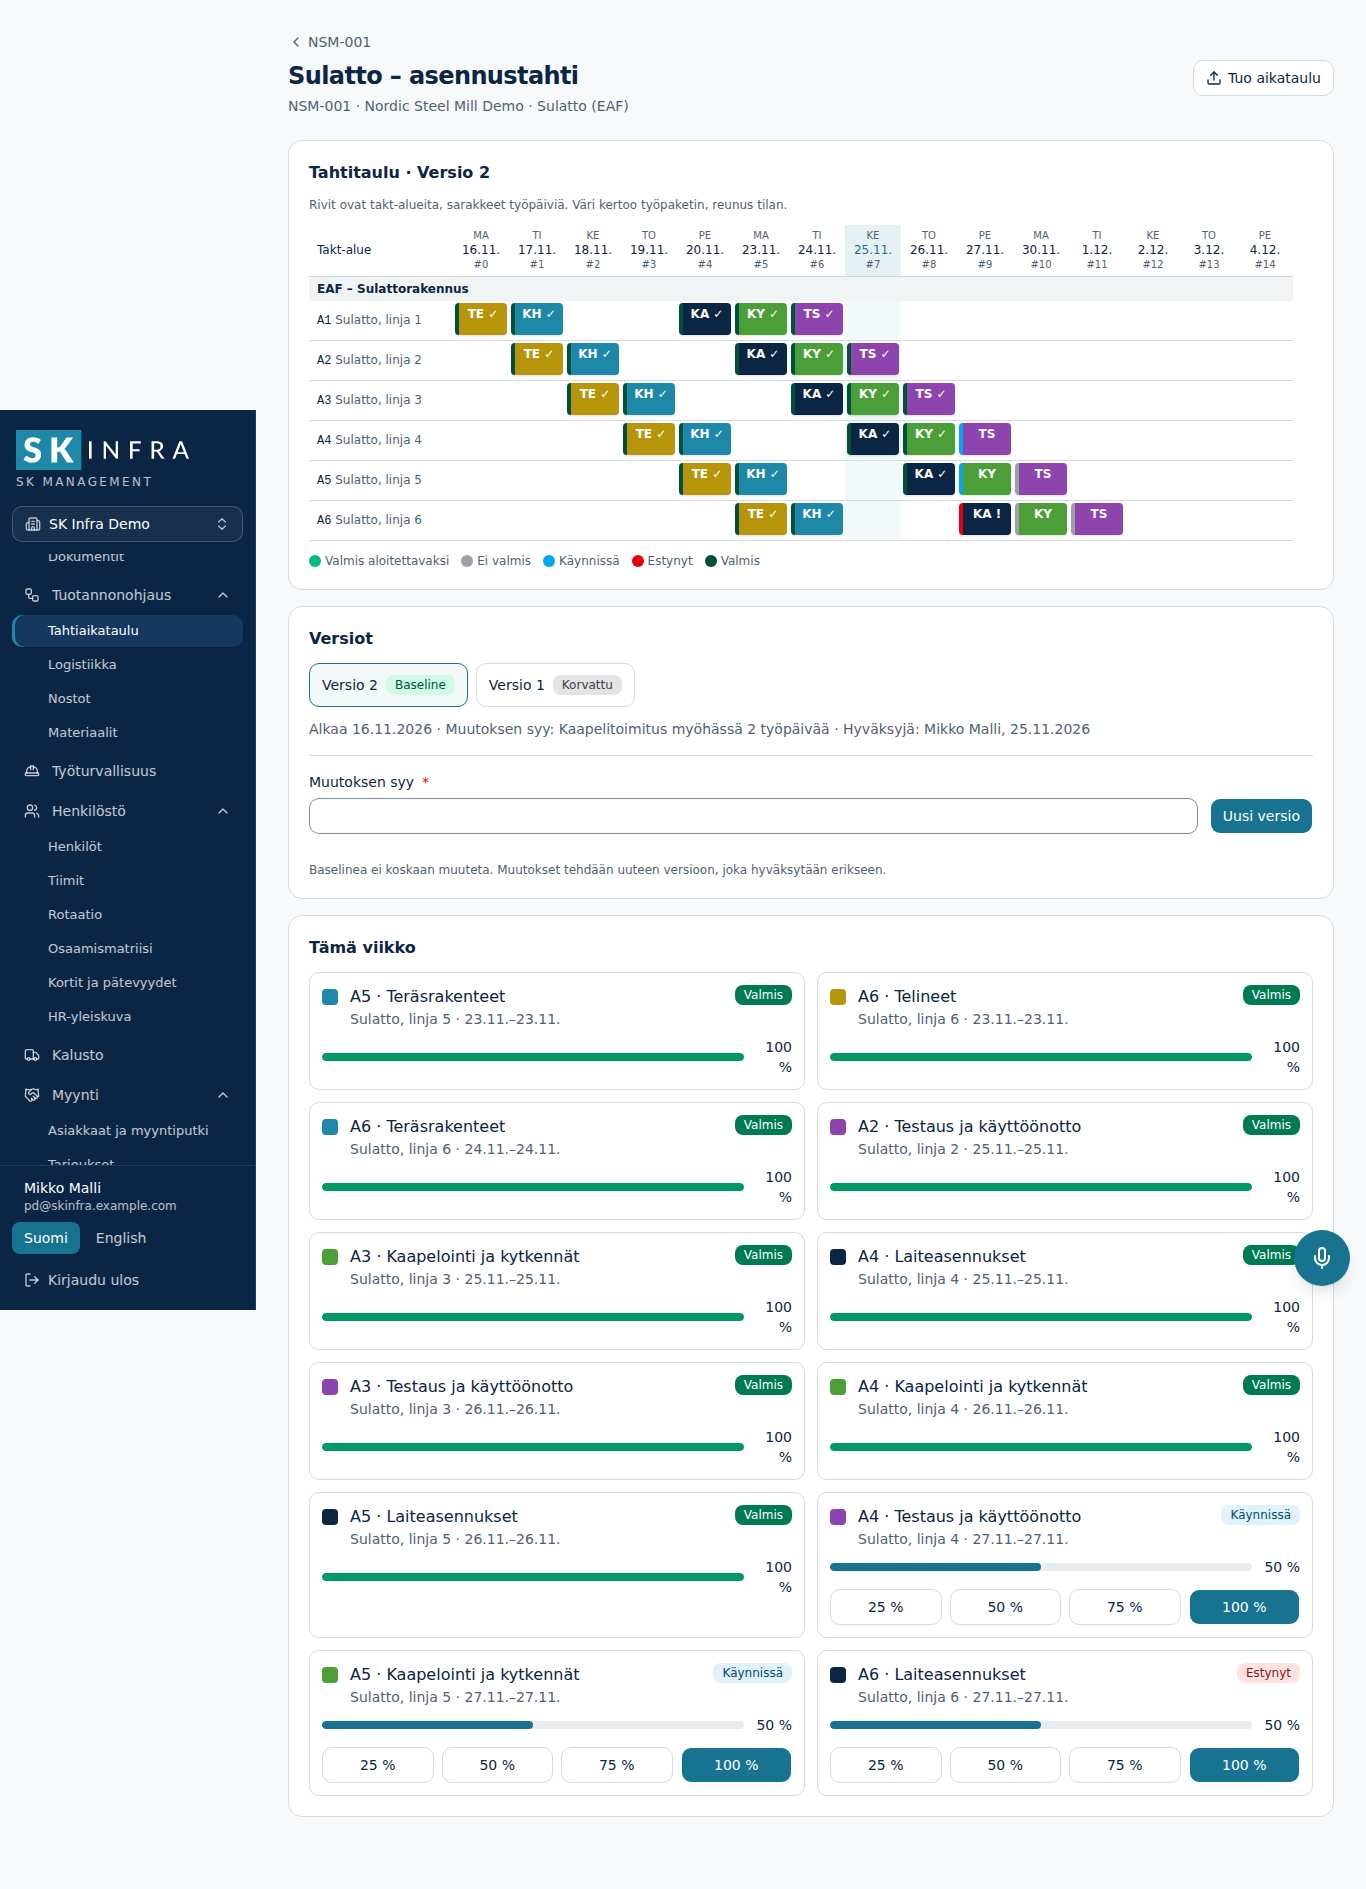 NSM-001
Sulatto – asennustahti
Tuo aikataulu
NSM-001 · Nordic Steel Mill Demo · Sulatto (EAF)
Tahtitaulu · Versio 2
Rivit ovat takt-alueita, sarakkeet työpäiviä. Väri kertoo työpaketin, reunus tilan.
MA TI KE TO PE MA TI KE TO PE MA TI KE TO PE
Takt-alue 16.11. 17.11. 18.11. 19.11. 20.11. 23.11. 24.11. 25.11. 26.11. 27.11. 30.11. 1.12. 2.12. 3.12. 4.12.
#0 #1 #2 #3 #4 #5 #6 #7 #8 #9 #10 #11 #12 #13 #14
EAF – Sulattorakennus
A1 Sulatto, linja 1 TE ✓ KH ✓ KA ✓ KY ✓ TS ✓
A2 Sulatto, linja 2 TE ✓ KH ✓ KA ✓ KY ✓ TS ✓
A3 Sulatto, linja 3 TE ✓ KH ✓ KA ✓ KY ✓ TS ✓
A4 Sulatto, linja 4 TE ✓ KH ✓ KA ✓ KY ✓ TS
A5 Sulatto, linja 5 TE ✓ KH ✓ KA ✓ KY TS
A6 Sulatto, linja 6 TE ✓ KH ✓ KA ! KY TS
Valmis aloitettavaksi Ei valmis Käynnissä Estynyt Valmis
Versiot
Versio 2 Baseline Versio 1 Korvattu
Alkaa 16.11.2026 · Muutoksen syy: Kaapelitoimitus myöhässä 2 työpäivää · Hyväksyjä: Mikko Malli, 25.11.2026
Muutoksen syy *
Uusi versio
Baselinea ei koskaan muuteta. Muutokset tehdään uuteen versioon, joka hyväksytään erikseen.
Tämä viikko
A5 · Teräsrakenteet Valmis
Sulatto, linja 5 · 23.11.–23.11.
100
%
A6 · Telineet Valmis
Sulatto, linja 6 · 23.11.–23.11.
100
%
A6 · Teräsrakenteet Valmis
Sulatto, linja 6 · 24.11.–24.11.
100
%
A2 · Testaus ja käyttöönotto Valmis
Sulatto, linja 2 · 25.11.–25.11.
100
%
A3 · Kaapelointi ja kytkennät Valmis
Sulatto, linja 3 · 25.11.–25.11.
100
%
A4 · Laiteasennukset Valmis
Sulatto, linja 4 · 25.11.–25.11.
100
%
A3 · Testaus ja käyttöönotto Valmis
Sulatto, linja 3 · 26.11.–26.11.
100
%
A4 · Kaapelointi ja kytkennät Valmis
Sulatto, linja 4 · 26.11.–26.11.
100
%
A5 · Laiteasennukset Valmis
Sulatto, linja 5 · 26.11.–26.11.
100
%
A4 · Testaus ja käyttöönotto Käynnissä
Sulatto, linja 4 · 27.11.–27.11.
50 %
25 % 50 % 75 % 100 %
A5 · Kaapelointi ja kytkennät Käynnissä
Sulatto, linja 5 · 27.11.–27.11.
50 %
25 % 50 % 75 % 100 %
A6 · Laiteasennukset Estynyt
Sulatto, linja 6 · 27.11.–27.11.
50 %
25 % 50 % 75 % 100 %
SK INFRA
SK MANAGEMENT
SK Infra Demo
Dokumentit
Tuotannonohjaus
Tahtiaikataulu
Logistiikka
Nostot
Materiaalit
Työturvallisuus
Henkilöstö
Henkilöt
Tiimit
Rotaatio
Osaamismatriisi
Kortit ja pätevyydet
HR-yleiskuva
Kalusto
Myynti
Asiakkaat ja myyntiputki
Tarjoukset
Mikko Malli
pd@skinfra.example.com
Suomi English
Kirjaudu ulos